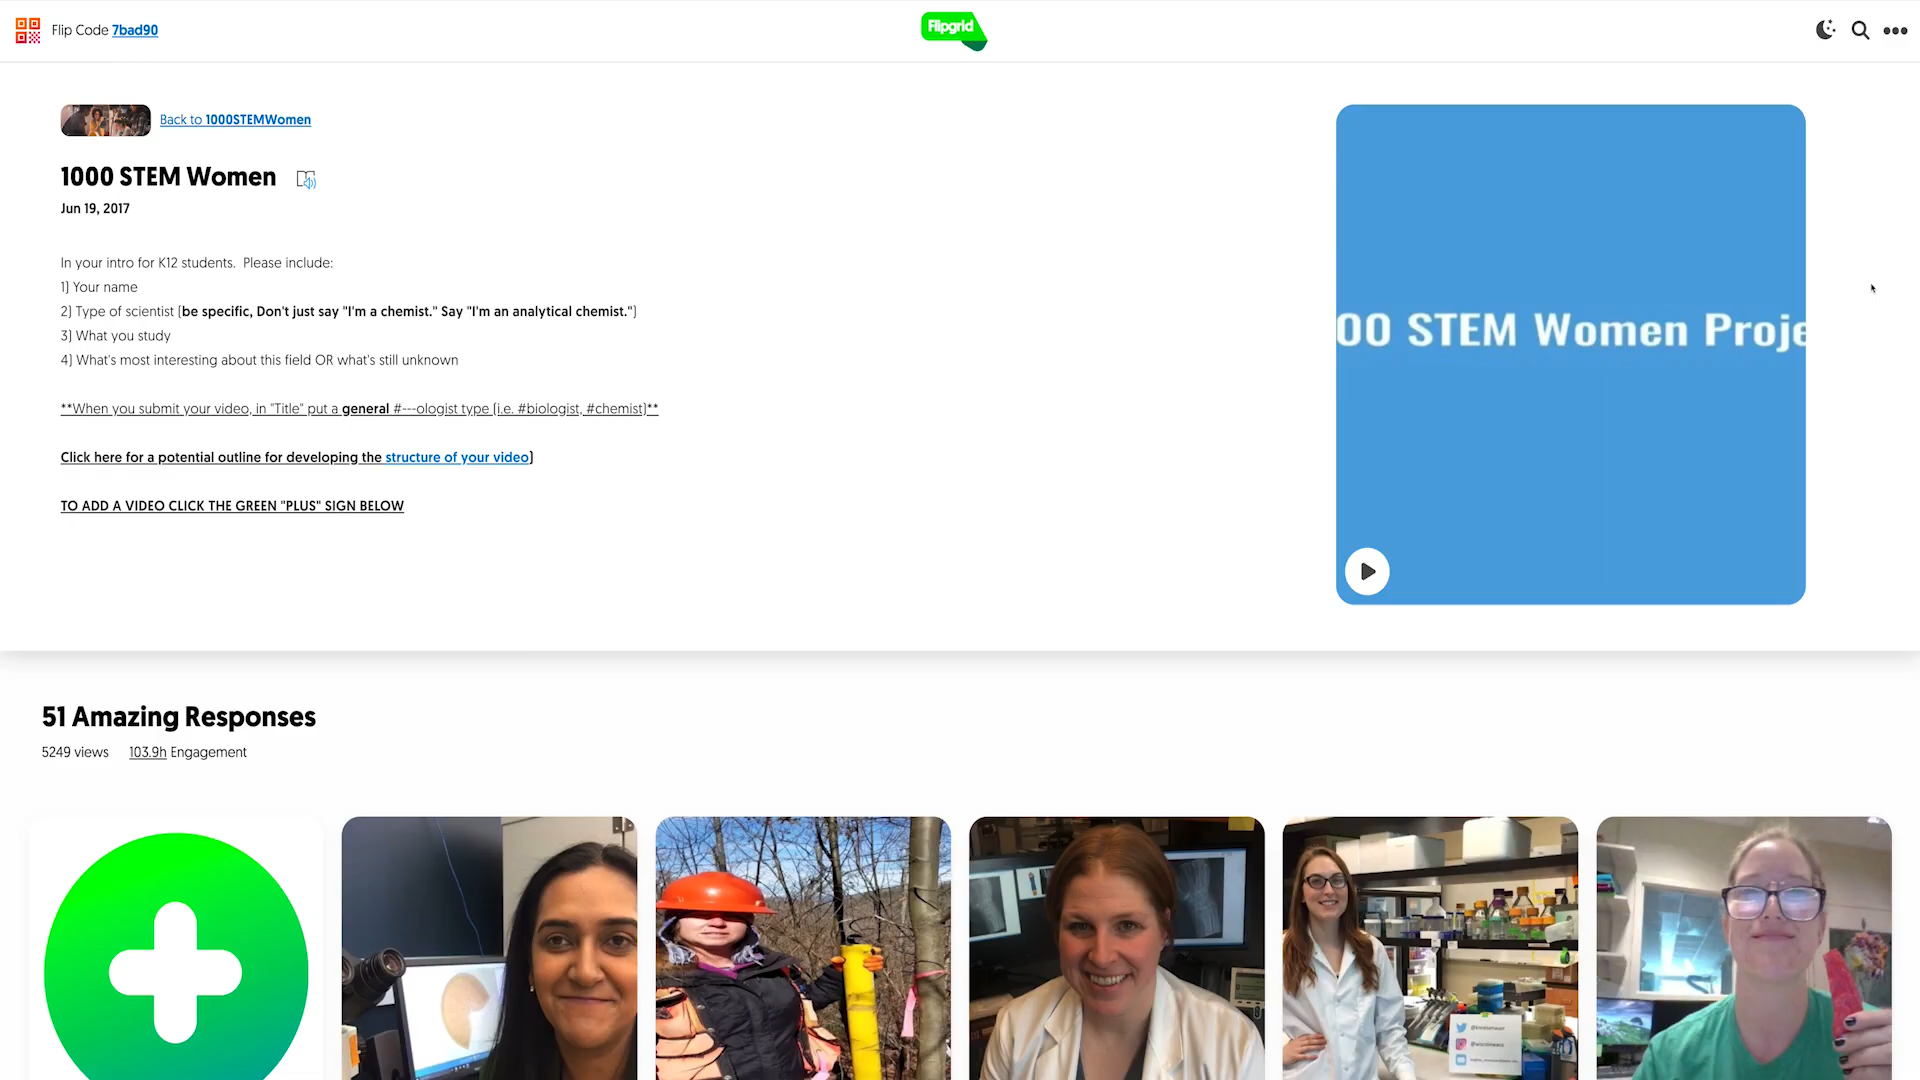 Flip Code 7bad90
Flipgrid
Back to 1000STEMWomen
1000 STEM Women
Jun 19, 2017
In your intro for K12 students.  Please include:
1) Your name
2) Type of scientist (be specific, Don't just say "I'm a chemist." Say "I'm an analytical chemist.")
3) What you study
4) What's most interesting about this field OR what's still unknown
**When you submit your video, in "Title" put a general #---ologist type (i.e. #biologist, #chemist)**
Click here for a potential outline for developing the structure of your video)
TO ADD A VIDEO CLICK THE GREEN "PLUS" SIGN BELOW
00 STEM Women Proje
51 Amazing Responses
5249 views 103.9h Engagement